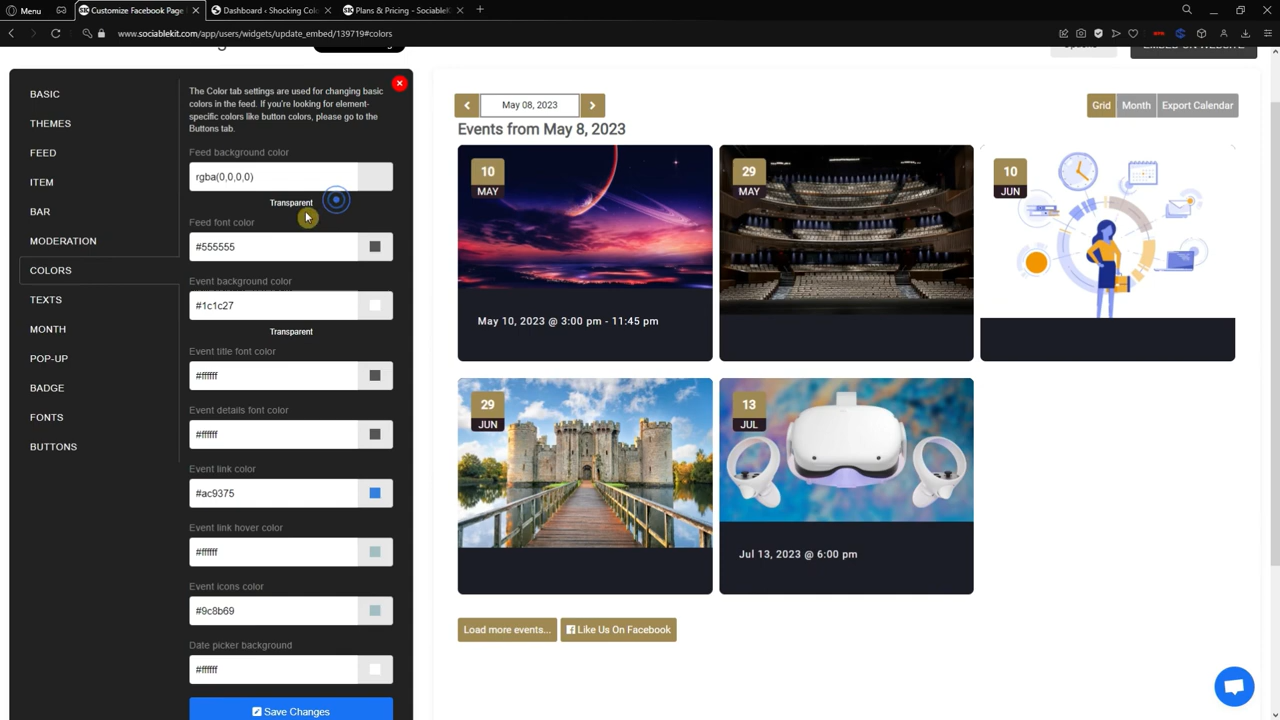 Menu
Customize Facebook Page
Dashboard ‹ Shocking Col
Plans & Pricing - SociableK
www.sociablekit.com/app/users/widgets/update_embed/139719#colors
EMBED ON WEBSITE
BASIC
THEMES
FEED
ITEM
BAR
MODERATION
COLORS
TEXTS
MONTH
POP-UP
BADGE
FONTS
BUTTONS
The Color tab settings are used for changing basic
colors in the feed. If you're looking for element-
specific colors like button colors, please go to the
Buttons tab.
Feed background color
rgba(0,0,0,0)
Transparent
Feed font color
#555555
Event background color
#1c1c27
Transparent
Event title font color
#ffffff
Event details font color
#ffffff
Event link color
#ac9375
Event link hover color
#ffffff
Event icons color
#9c8b69
Date picker background
#ffffff
Save Changes
May 08, 2023
Grid
Month
Export Calendar
Events from May 8, 2023
10
MAY
May 10, 2023 @ 3:00 pm - 11:45 pm
29
MAY
10
JUN
29
JUN
13
JUL
Jul 13, 2023 @ 6:00 pm
Load more events...
Like Us On Facebook